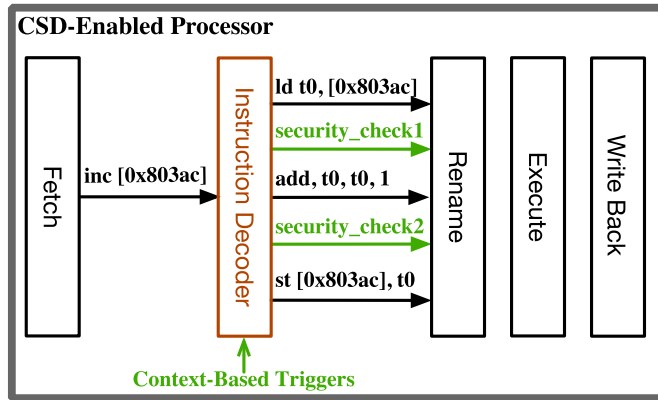 CSD-Enabled Processor
Fetch
inc [0x803ac]
Instruction Decoder
ld t0, [0x803ac]
security_check1
add, t0, t0, 1
security_check2
st [0x803ac], t0
Rename
Execute
Write Back
Context-Based Triggers